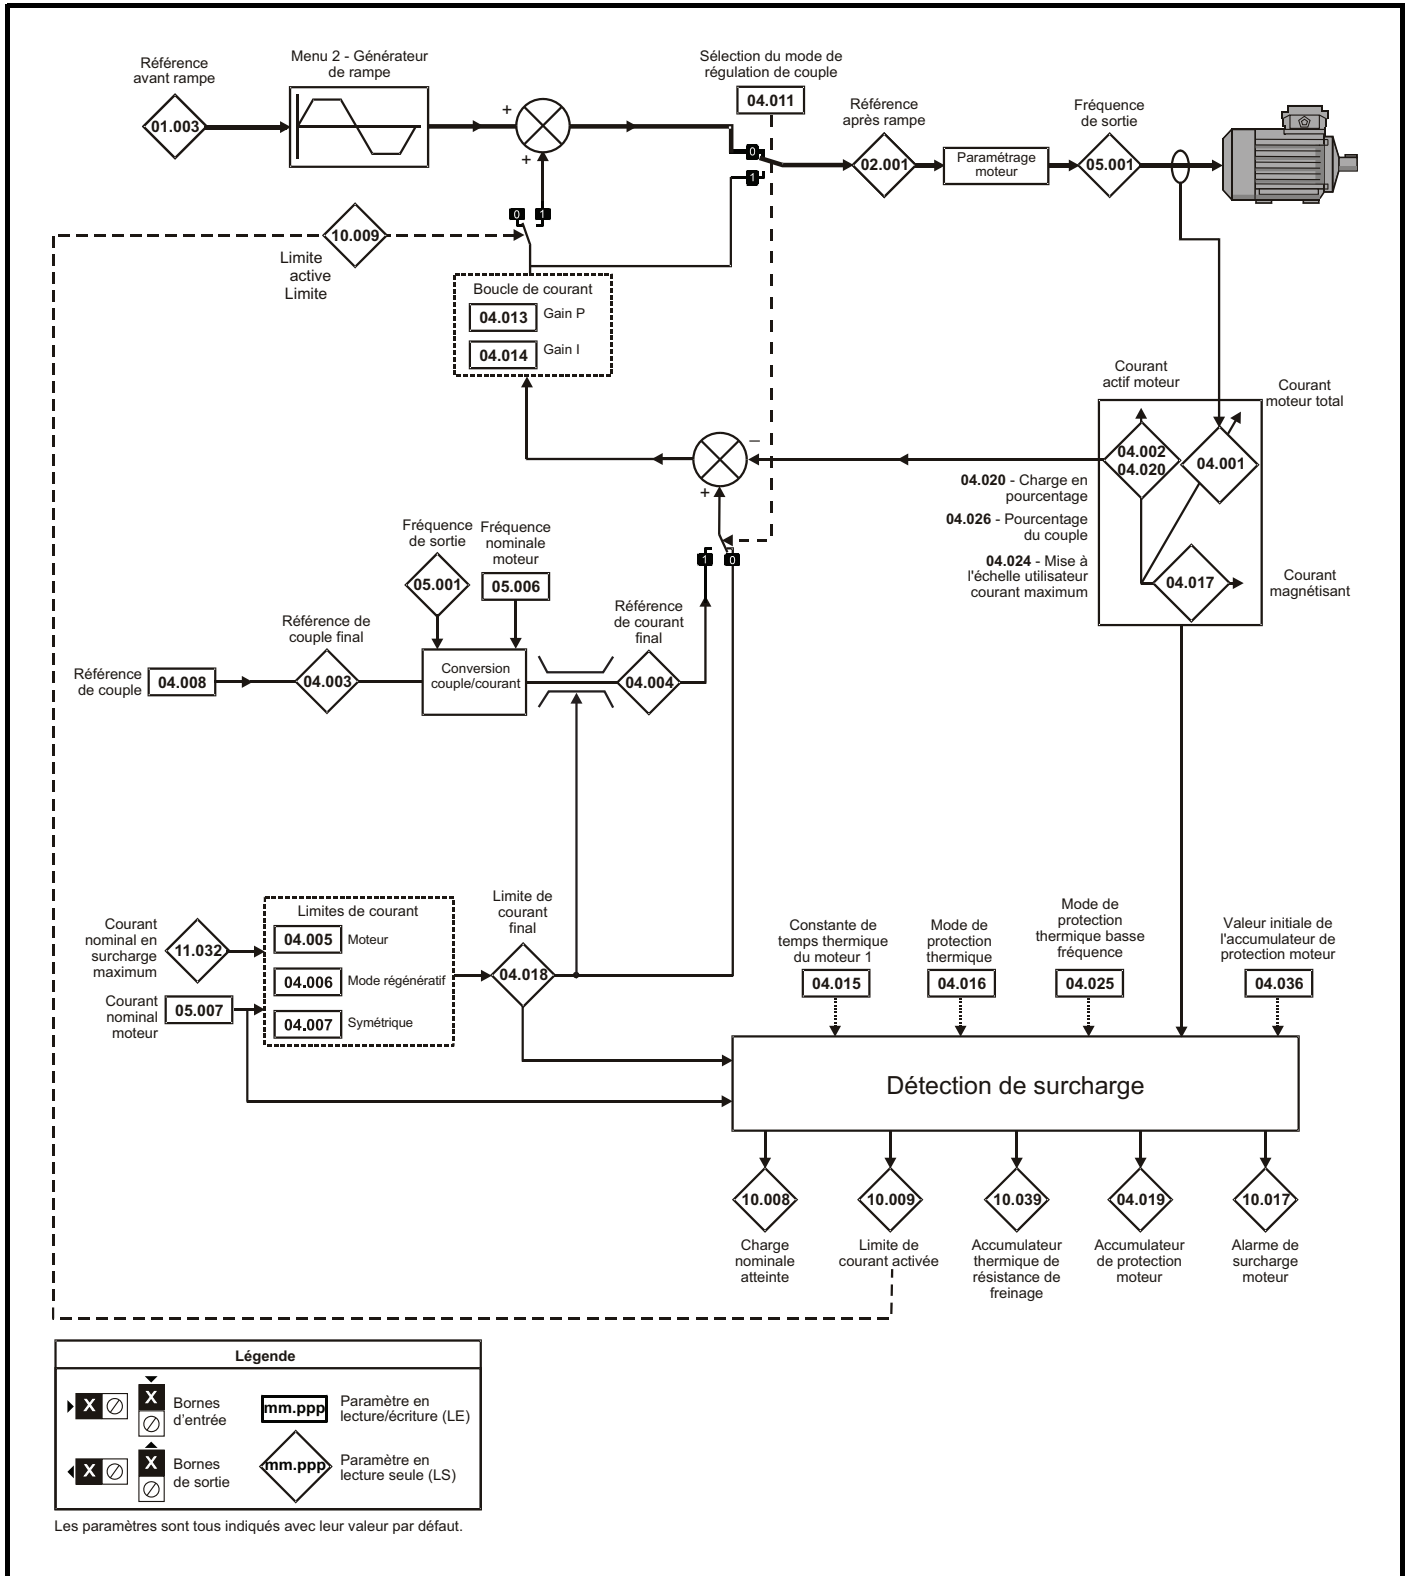 Référence
avant rampe
01.003
Menu 2 - Générateur
de rampe
+
+
Sélection du mode de
régulation de couple
04.011
0
1
Référence
après rampe
02.001
Paramétrage
moteur
Fréquence
de sortie
05.001
0
1
10.009
Limite
active
Limite
Boucle de courant
04.013
Gain P
04.014
Gain I
Courant
actif moteur
Courant
moteur total
04.002
04.020
04.001
04.017
Courant
magnétisant
–
+
04.020 - Charge en
pourcentage
04.026 - Pourcentage
du couple
04.024 - Mise à
l'échelle utilisateur
courant maximum
1
0
Fréquence
de sortie
05.001
Fréquence
nominale
moteur
05.006
Référence
de couple
04.008
Référence de
couple final
04.003
Conversion
couple/courant
Référence
de courant
final
04.004
Courant
nominal en
surcharge
maximum
11.032
Courant
nominal
moteur
05.007
Limites de courant
04.005
Moteur
04.006
Mode régénératif
04.007
Symétrique
Limite de
courant
final
04.018
Constante de
temps thermique
du moteur 1
04.015
Mode de
protection
thermique
04.016
Mode de
protection
thermique basse
fréquence
04.025
Valeur initiale de
l'accumulateur de
protection moteur
04.036
Détection de surcharge
10.008
Charge
nominale
atteinte
10.009
Limite de
courant activée
10.039
Accumulateur
thermique de
résistance de
freinage
04.019
Accumulateur
de protection
moteur
10.017
Alarme de
surcharge
moteur
Légende
X
X
Bornes
d'entrée
mm.ppp
Paramètre en
lecture/écriture (LE)
X
X
Bornes
de sortie
mm.ppp
Paramètre en
lecture seule (LS)
Les paramètres sont tous indiqués avec leur valeur par défaut.